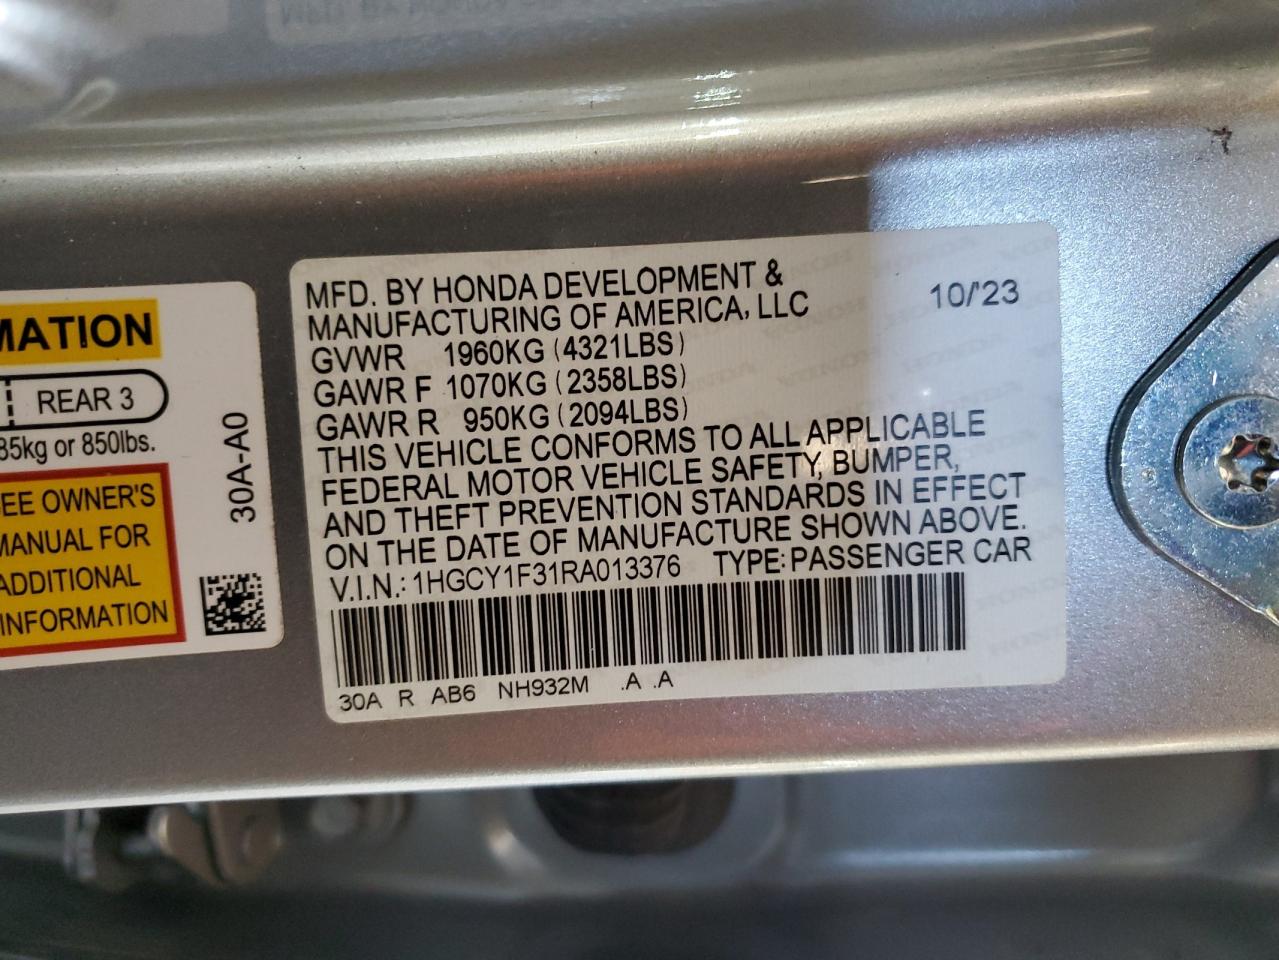 MATION
REAR 3
85kg or 850lbs.
EE OWNER'S
MANUAL FOR
ADDITIONAL
INFORMATION
30A-A0
MFD. BY HONDA DEVELOPMENT &
MANUFACTURING OF AMERICA, LLC 10/'23
GVWR 1960KG (4321LBS)
GAWR F 1070KG (2358LBS)
GAWR R 950KG (2094LBS)
THIS VEHICLE CONFORMS TO ALL APPLICABLE
FEDERAL MOTOR VEHICLE SAFETY, BUMPER,
AND THEFT PREVENTION STANDARDS IN EFFECT
ON THE DATE OF MANUFACTURE SHOWN ABOVE.
V.I.N.: 1HGCY1F31RA013376 TYPE: PASSENGER CAR
30A R AB6 NH932M .A .A